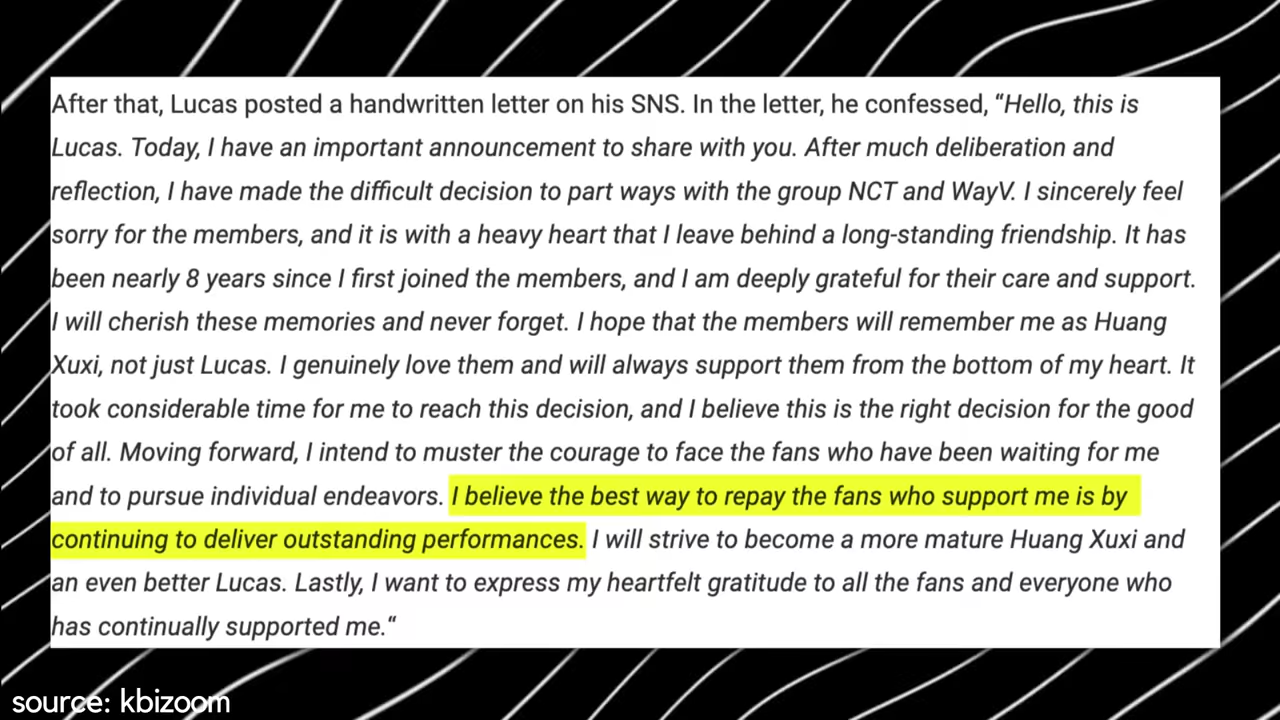 After that, Lucas posted a handwritten letter on his SNS. In the letter, he confessed, “Hello, this is
Lucas. Today, I have an important announcement to share with you. After much deliberation and
reflection, I have made the difficult decision to part ways with the group NCT and WayV. I sincerely feel
sorry for the members, and it is with a heavy heart that I leave behind a long-standing friendship. It has
been nearly 8 years since I first joined the members, and I am deeply grateful for their care and support.
I will cherish these memories and never forget. I hope that the members will remember me as Huang
Xuxi, not just Lucas. I genuinely love them and will always support them from the bottom of my heart. It
took considerable time for me to reach this decision, and I believe this is the right decision for the good
of all. Moving forward, I intend to muster the courage to face the fans who have been waiting for me
and to pursue individual endeavors. I believe the best way to repay the fans who support me is by
continuing to deliver outstanding performances. I will strive to become a more mature Huang Xuxi and
an even better Lucas. Lastly, I want to express my heartfelt gratitude to all the fans and everyone who
has continually supported me.“
source: kbizoom